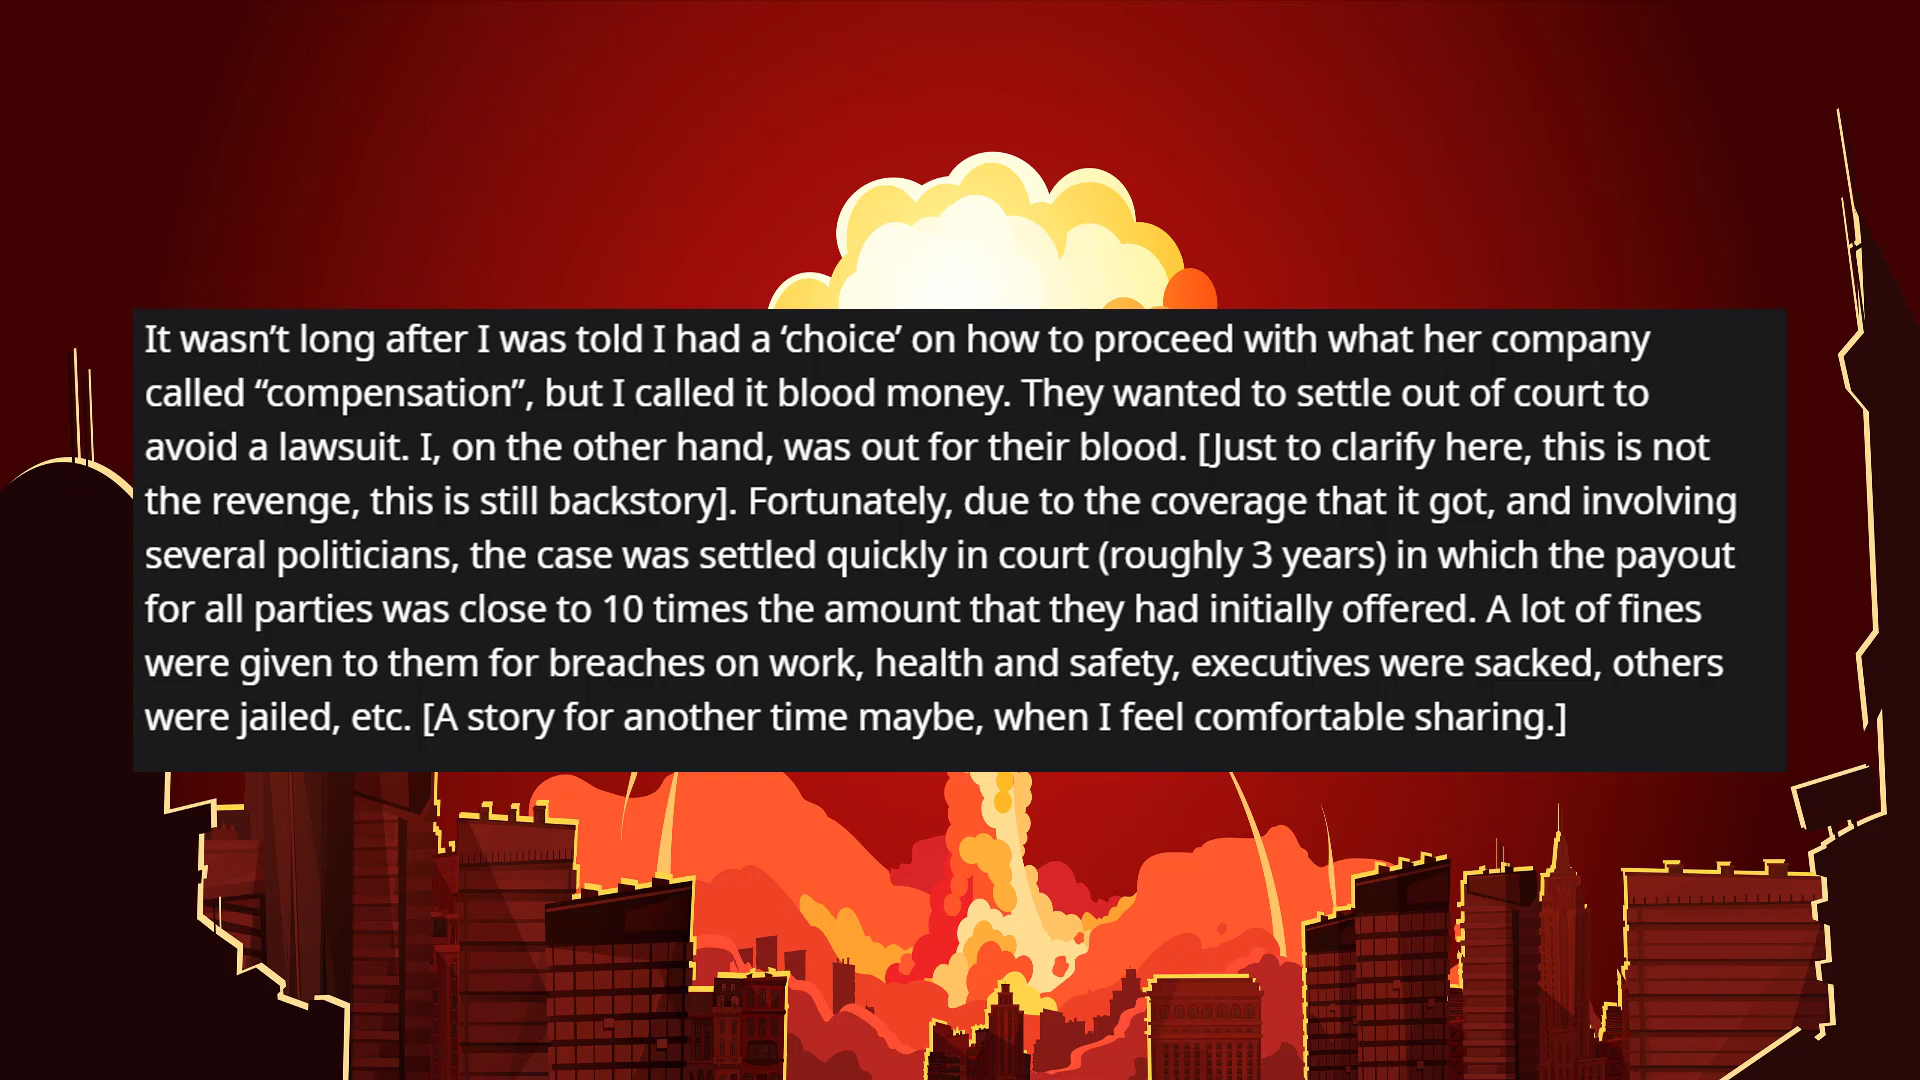 It wasn’t long after I was told I had a ‘choice’ on how to proceed with what her company
called “compensation”, but I called it blood money. They wanted to settle out of court to
avoid a lawsuit. I, on the other hand, was out for their blood. [Just to clarify here, this is not
the revenge, this is still backstory]. Fortunately, due to the coverage that it got, and involving
several politicians, the case was settled quickly in court (roughly 3 years) in which the payout
for all parties was close to 10 times the amount that they had initially offered. A lot of fines
were given to them for breaches on work, health and safety, executives were sacked, others
were jailed, etc. [A story for another time maybe, when I feel comfortable sharing.]